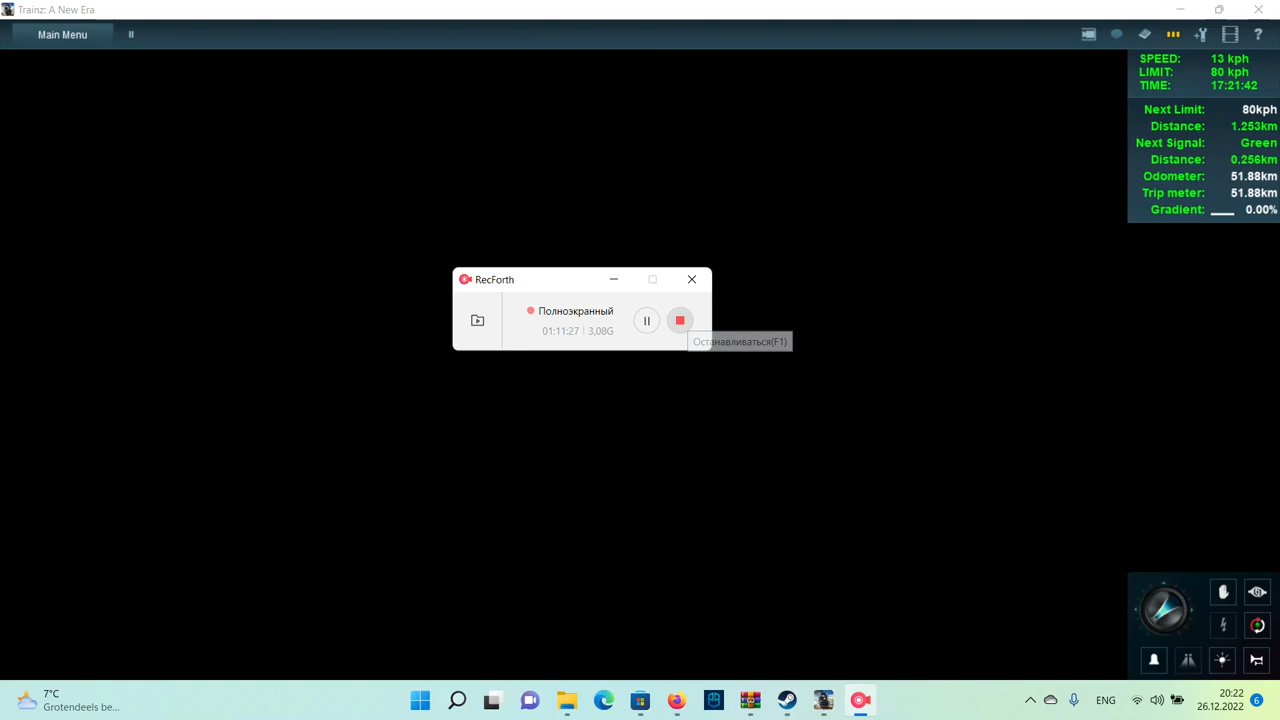 Trainz: A New Era
Main Menu
SPEED: 13 kph
LIMIT: 80 kph
TIME: 17:21:42
Next Limit: 80kph
Distance: 1.253km
Next Signal: Green
Distance: 0.256km
Odometer: 51.88km
Trip meter: 51.88km
Gradient: 0.00%
RecForth
Полноэкранный
01:11:27 | 3,08G
Останавливаться(F1)
7°C
Grotendeels be...
ENG
20:22
26.12.2022
6